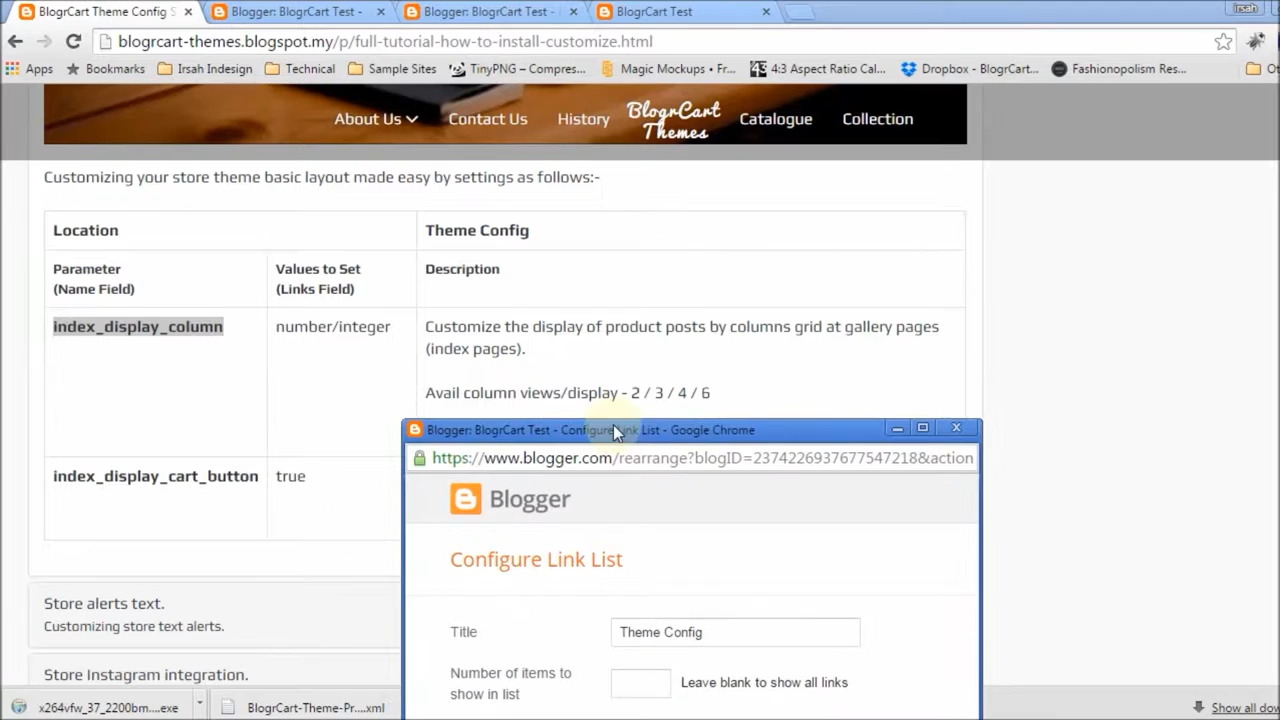 BlogrCart Theme Config S
Blogger: BlogrCart Test -
Blogger: BlogrCart Test -
BlogrCart Test
Irsah
blogrcart-themes.blogspot.my/p/full-tutorial-how-to-install-customize.html
Apps
Bookmarks
Irsah Indesign
Technical
Sample Sites
TinyPNG – Compres...
Magic Mockups - Fr...
4:3 Aspect Ratio Cal...
Dropbox - BlogrCart...
Fashionopolism Res...
Ot
About Us
Contact Us
History
BlogrCart
Themes
Catalogue
Collection
Customizing your store theme basic layout made easy by settings as follows:-
Location
Theme Config
Parameter
(Name Field)
Values to Set
(Links Field)
Description
index_display_column
number/integer
Customize the display of product posts by columns grid at gallery pages
(index pages).
Avail column views/display - 2 / 3 / 4 / 6
index_display_cart_button
true
Blogger: BlogrCart Test - Configure Link List - Google Chrome
https://www.blogger.com/rearrange?blogID=2374226937677547218&action
Blogger
Configure Link List
Title
Theme Config
Number of items to
show in list
Leave blank to show all links
Store alerts text.
Customizing store text alerts.
Store Instagram integration.
x264vfw_37_2200bm....exe
BlogrCart-Theme-Pr....xml
Show all dow